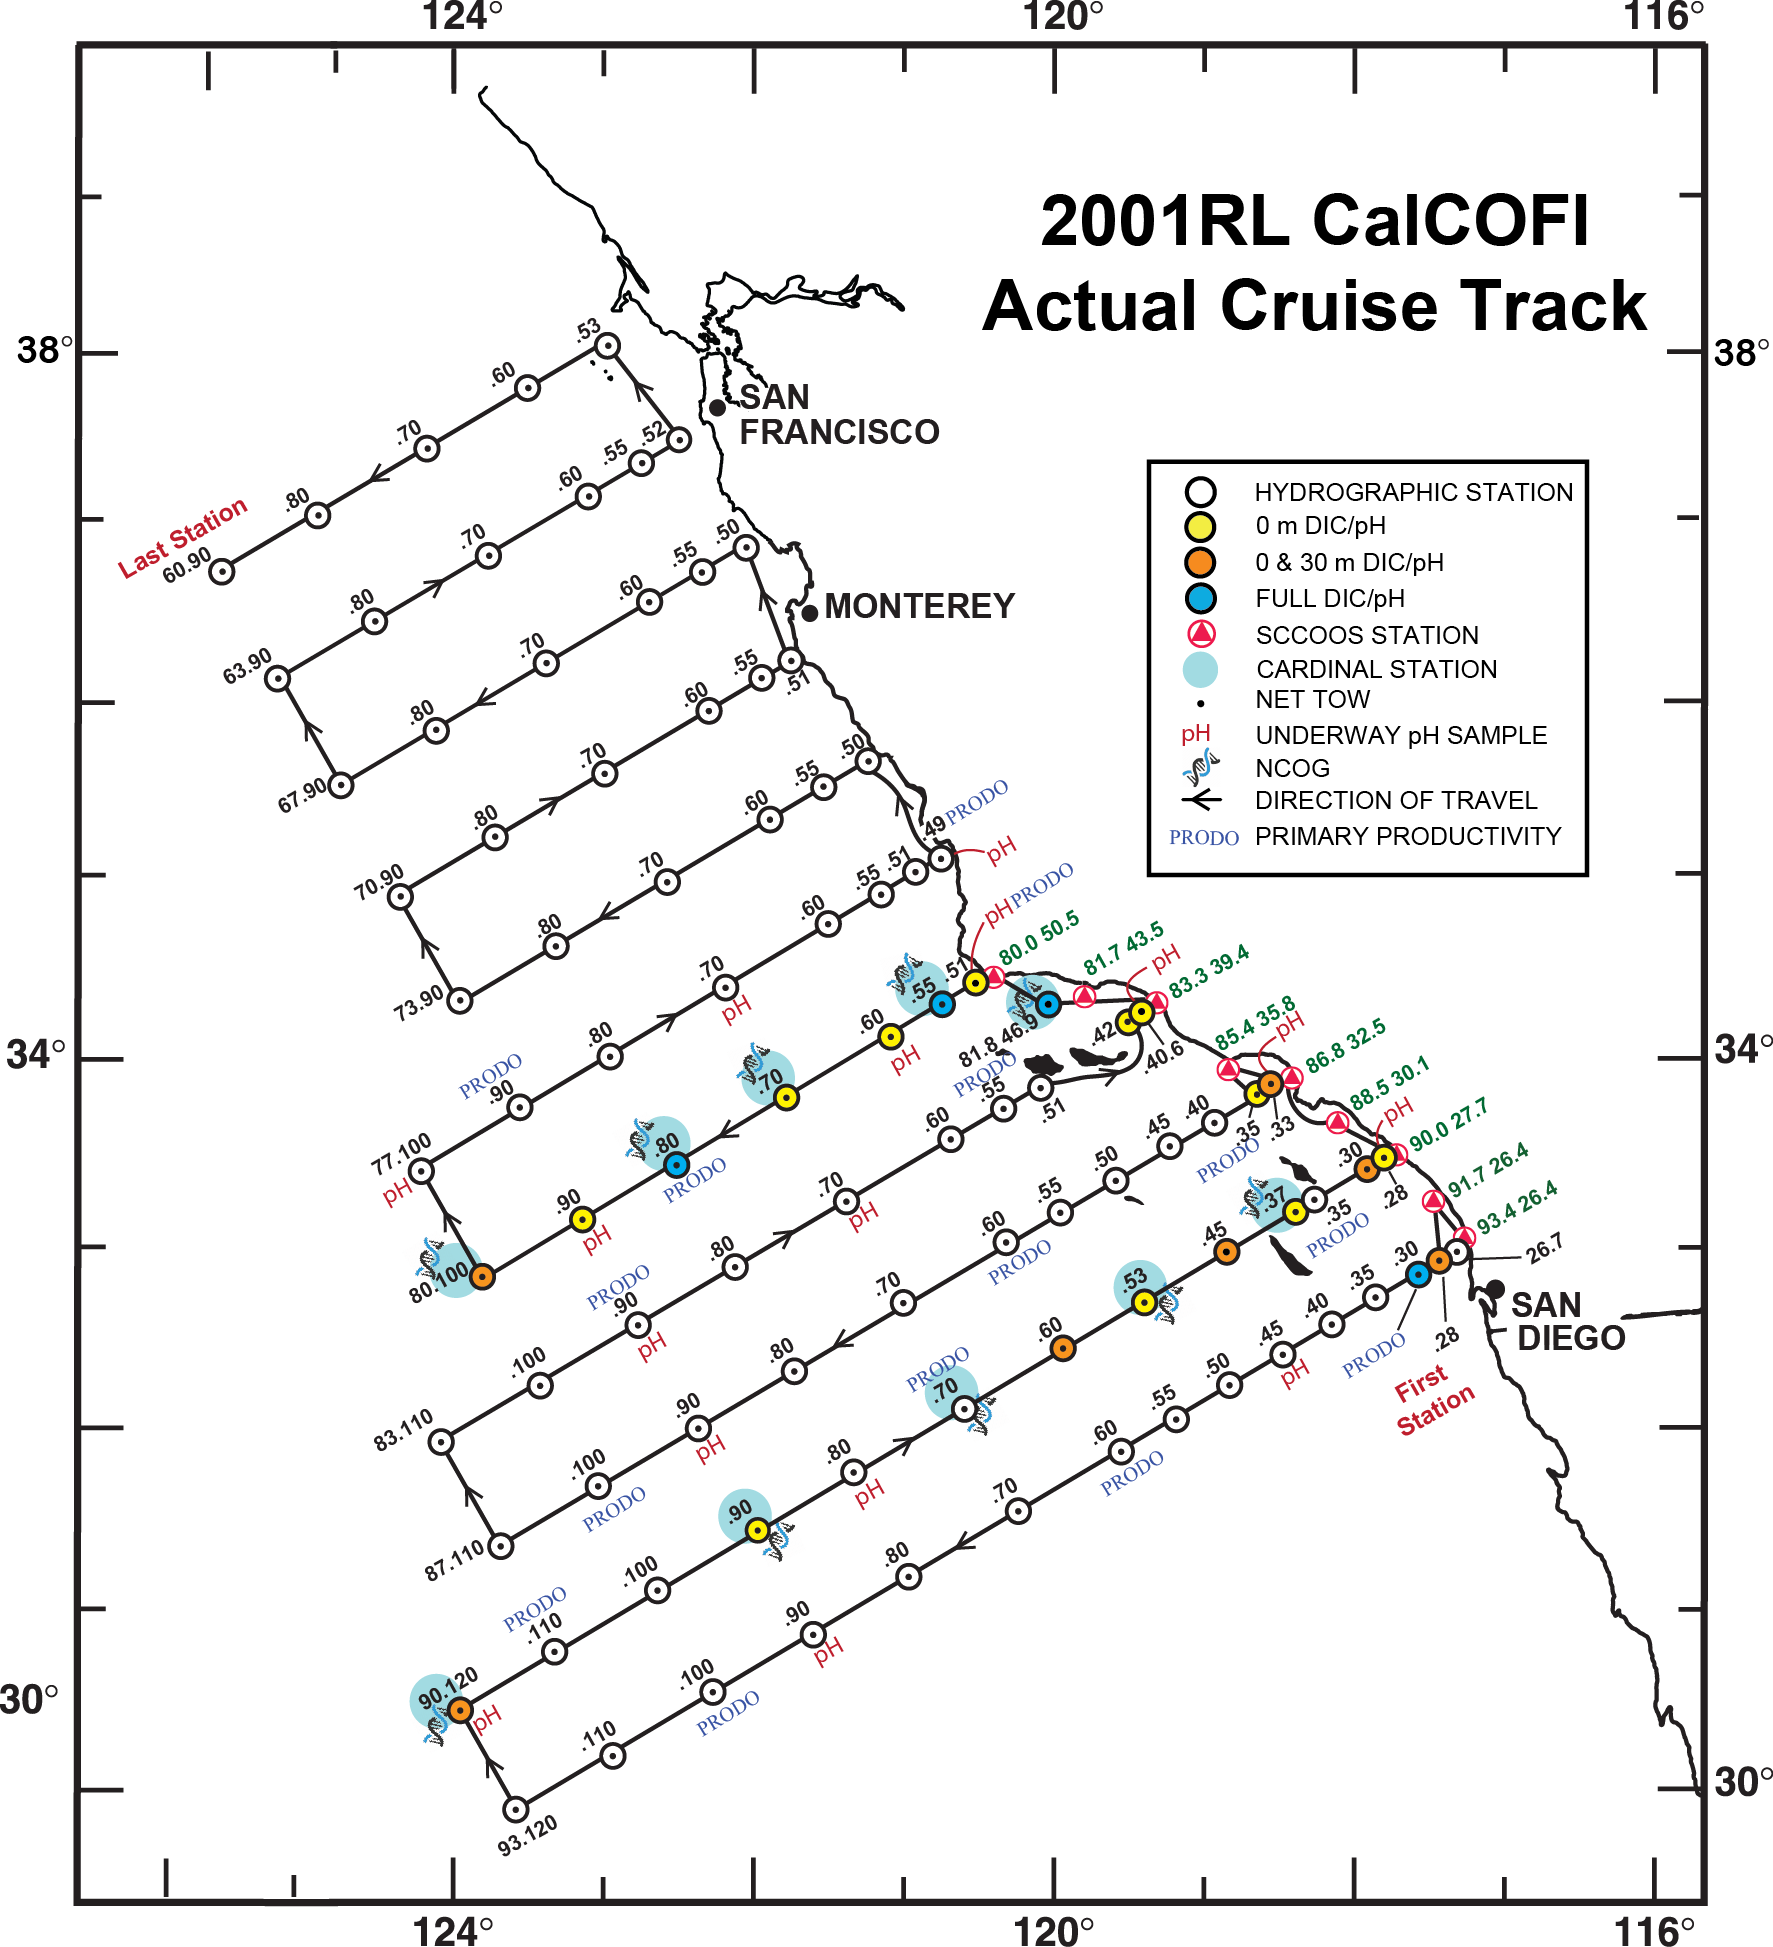 124°
120°
116°
2001RL CalCOFI
Actual Cruise Track
38°
38°
SAN
FRANCISCO
MONTEREY
HYDROGRAPHIC STATION
0 m DIC/pH
0 & 30 m DIC/pH
FULL DIC/pH
SCCOOS STATION
CARDINAL STATION
NET TOW
pH UNDERWAY pH SAMPLE
NCOG
DIRECTION OF TRAVEL
PRODO PRIMARY PRODUCTIVITY
.53
.60
.70
.80
Last Station
60.90
.52
.55
.60
.70
.80
63.90
.50
.55
.60
.70
.80
67.90
.51
.55
.60
.70
.80
70.90
.50
.55
.60
.70
.80
73.90
.49
PRODO
pH
.51
.55
.60
.70
pH
.80
PRODO
.90
77.100
pH
pH
PRODO
80.0 50.5
81.7 43.5
pH
83.3 39.4
.51
.55
.60
pH
.70
.80
PRODO
.90
pH
80.100
81.8 46.9
PRODO
.42
.40.6
.51
.55
.60
.70
pH
.80
PRODO
.90
pH
.100
83.110
34°
34°
85.4 35.8
pH
86.8 32.5
88.5 30.1
pH
90.0 27.7
91.7 26.4
93.4 26.4
.33
.35
PRODO
.40
.45
.50
.55
.60
PRODO
.70
.80
.90
pH
.100
PRODO
87.110
.28
.30
.35
PRODO
.37
.45
.53
.60
PRODO
.70
.80
pH
.90
.100
PRODO
.110
90.120
pH
26.7
.28
First
Station
.30
PRODO
.35
.40
.45
pH
.50
.55
.60
PRODO
.70
.80
.90
pH
.100
PRODO
.110
93.120
SAN
DIEGO
30°
30°
124°
120°
116°